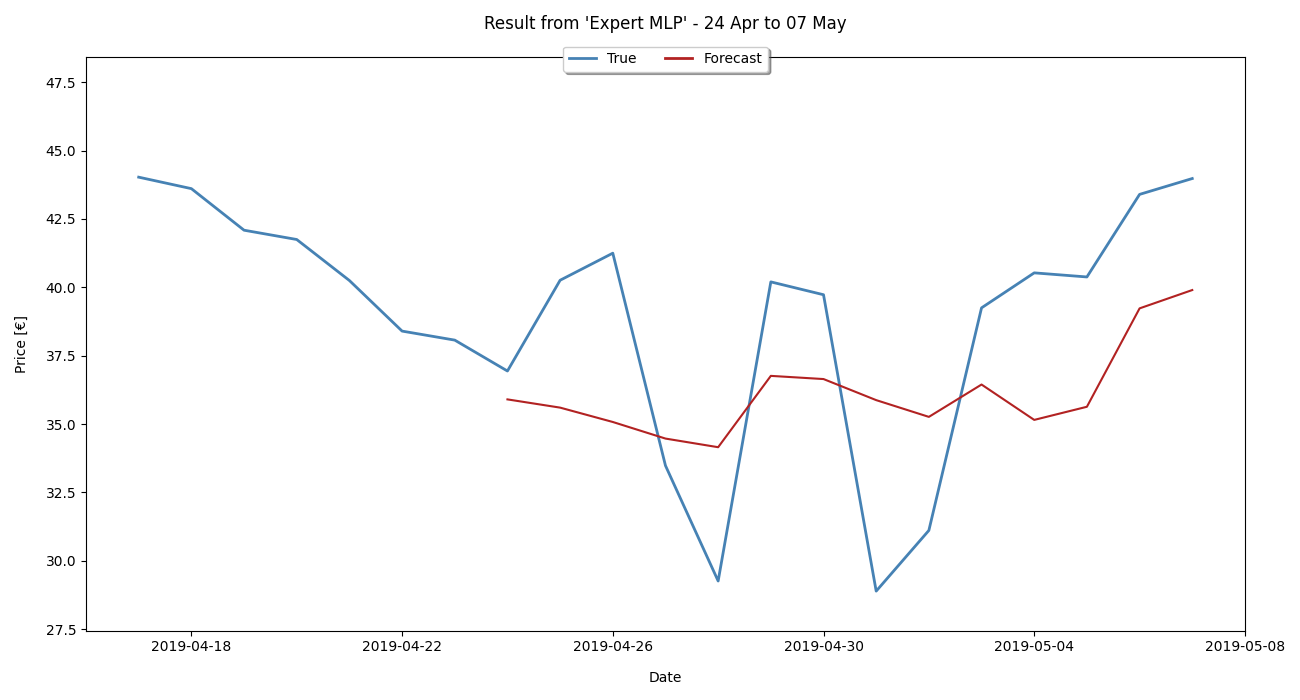 Result from 'Expert MLP' - 24 Apr to 07 May
True Forecast
47.5
45.0
42.5
40.0
37.5
35.0
32.5
30.0
27.5
Price [€]
2019-04-18 2019-04-22 2019-04-26 2019-04-30 2019-05-04 2019-05-08
Date